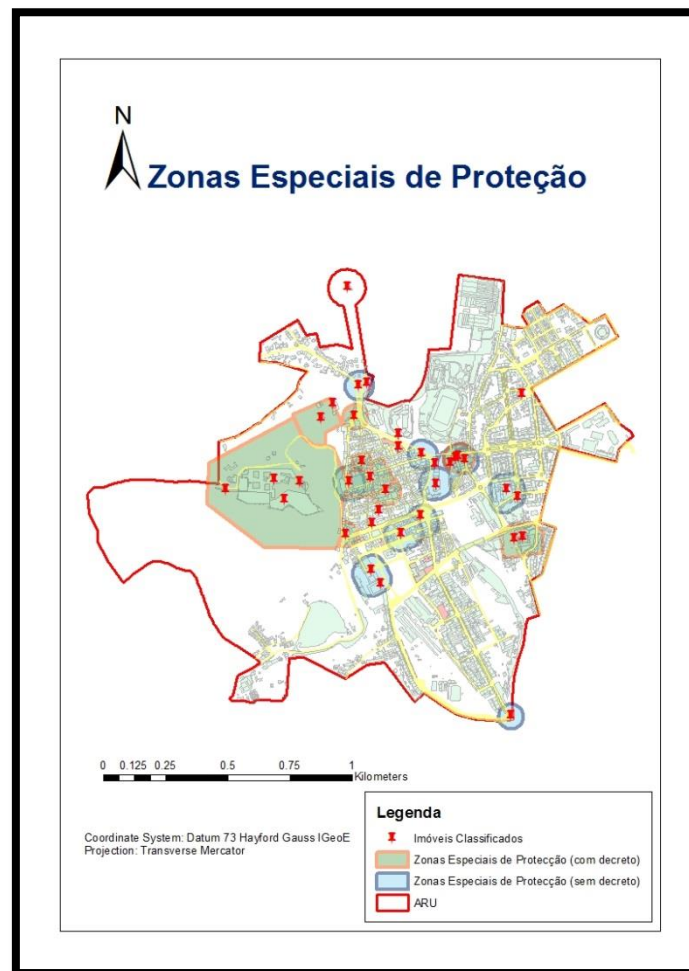 N
Zonas Especiais de Proteção
0 0.125 0.25 0.5 0.75 1
Kilometers
Coordinate System: Datum 73 Hayford Gauss IGeoE
Projection: Transverse Mercator
Legenda
Imóveis Classificados
Zonas Especiais de Protecção (com decreto)
Zonas Especiais de Protecção (sem decreto)
ARU